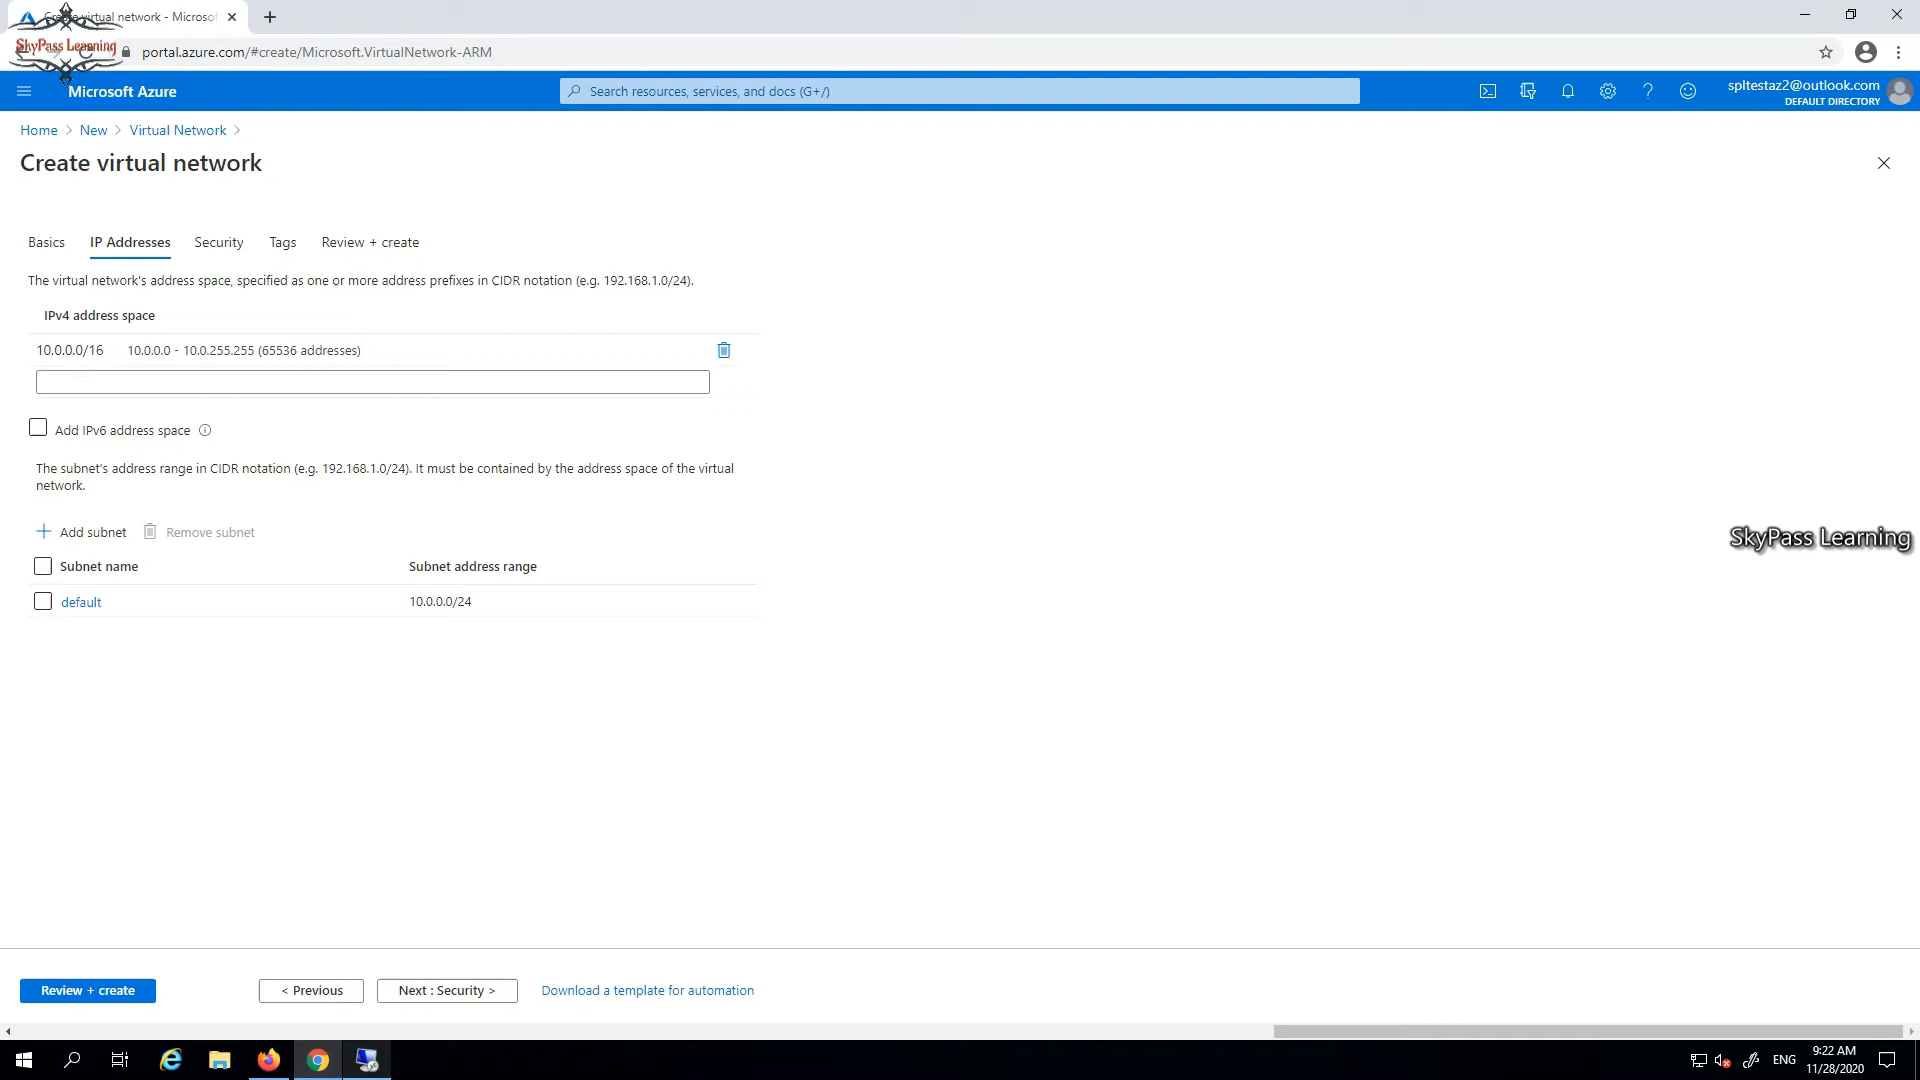 Create virtual network - Microsof
SkyPass Learning
portal.azure.com/#create/Microsoft.VirtualNetwork-ARM
Microsoft Azure
Search resources, services, and docs (G+/)
spltestaz2@outlook.com
DEFAULT DIRECTORY
Home > New > Virtual Network >
Create virtual network
Basics IP Addresses Security Tags Review + create
The virtual network's address space, specified as one or more address prefixes in CIDR notation (e.g. 192.168.1.0/24).
IPv4 address space
10.0.0.0/16 10.0.0.0 - 10.0.255.255 (65536 addresses)
Add IPv6 address space
The subnet's address range in CIDR notation (e.g. 192.168.1.0/24). It must be contained by the address space of the virtual
network.
Add subnet Remove subnet
SkyPass Learning
Subnet name Subnet address range
default 10.0.0.0/24
Review + create < Previous Next : Security > Download a template for automation
ENG
9:22 AM
11/28/2020